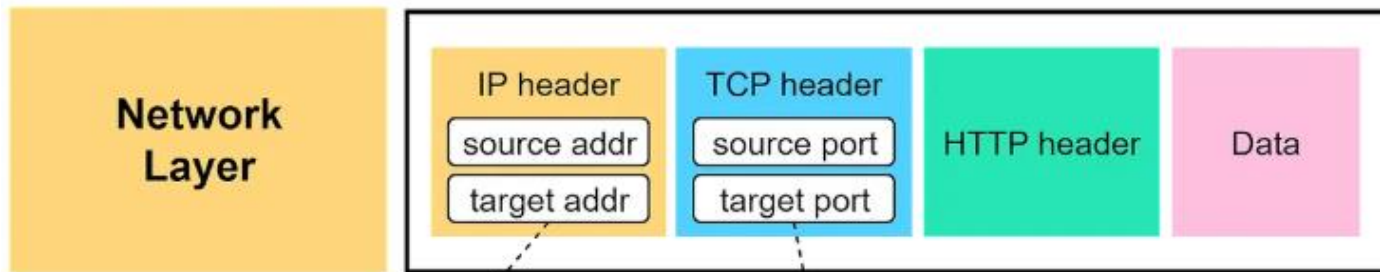 Network
Layer
IP header
source addr
target addr
TCP header
source port
target port
HTTP header
Data